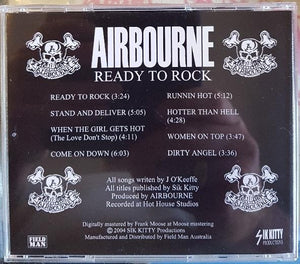 AIRBOURNE
READY TO ROCK
READY TO ROCK (3:24)
STAND AND DELIVER (5:05)
WHEN THE GIRL GETS HOT
(The Love Don't Stop) (4:31)
COME ON DOWN (6:03)
RUNNIN HOT (5:12)
HOTTER THAN HELL
(4:28)
WOMEN ON TOP (3:47)
DIRTY ANGEL (3:36)
All songs written by J O'Keeffe
All titles published by Sik Kitty
Produced by AIRBOURNE
Recorded at Hot House Studios
Digitally mastered by Frank Moose at Moose mastering
© 2004 SIK KITTY Productions
Manufactured and Distributed by Field Man Australia
FIELD
MAN
SIK KITTY
PRODUCTIONS